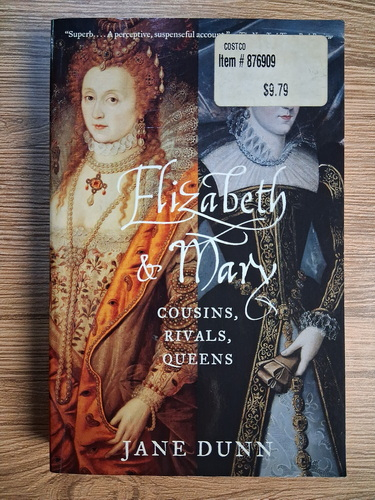 "Superb. . . . A perceptive, suspenseful account."
COSTCO
Item # 876909
$9.79
Elizabeth
& Mary
COUSINS,
RIVALS,
QUEENS
JANE DUNN